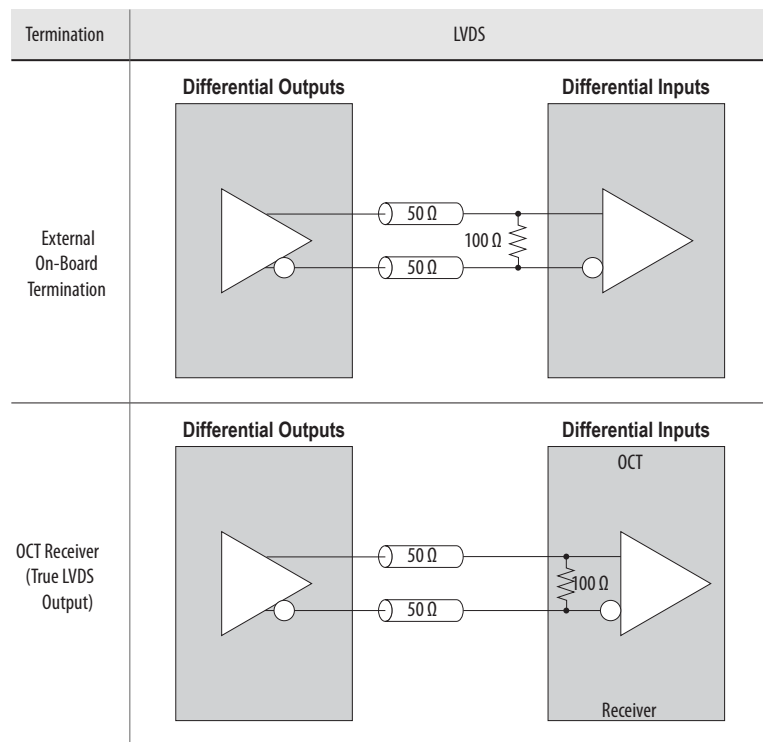 Termination
LVDS
Differential Outputs
Differential Inputs
External
On-Board
Termination
50 Ω
100 Ω
50 Ω
Differential Outputs
Differential Inputs
OCT
OCT Receiver
(True LVDS
Output)
50 Ω
100 Ω
50 Ω
Receiver